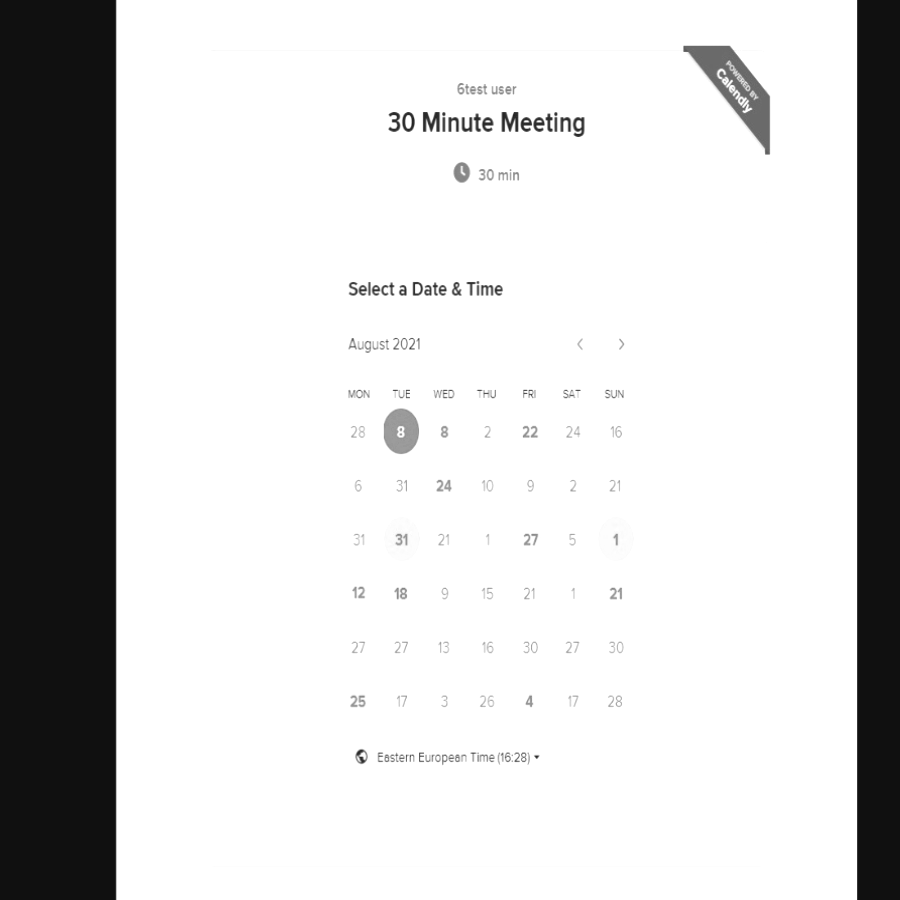 POWERED BY
Calendly
6test user
30 Minute Meeting
30 min
Select a Date & Time
August 2021
MON TUE WED THU FRI SAT SUN
28 8 8 2 22 24 16
6 31 24 10 9 2 21
31 31 21 1 27 5 1
12 18 9 15 21 1 21
27 27 13 16 30 27 30
25 17 3 26 4 17 28
Eastern European Time (16:28)